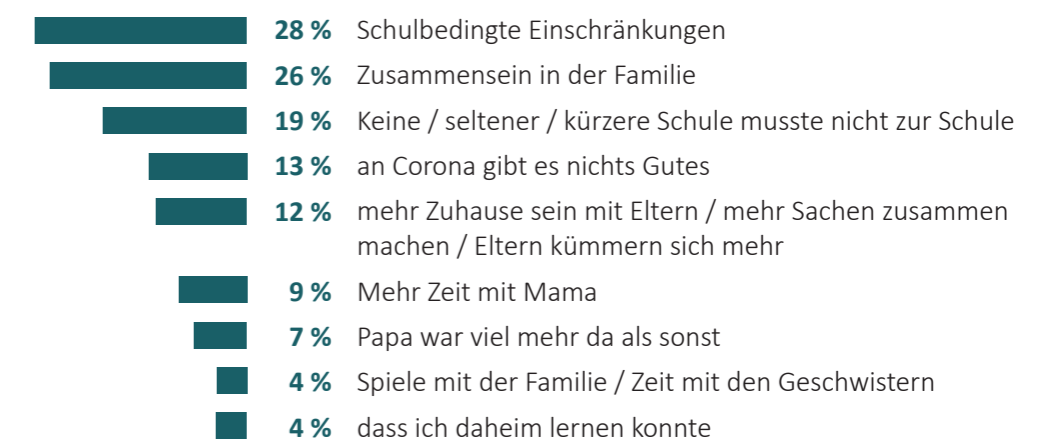 28 % Schulbedingte Einschränkungen
26 % Zusammensein in der Familie
19 % Keine / seltener / kürzere Schule musste nicht zur Schule
13 % an Corona gibt es nichts Gutes
12 % mehr Zuhause sein mit Eltern / mehr Sachen zusammen
machen / Eltern kümmern sich mehr
9 % Mehr Zeit mit Mama
7 % Papa war viel mehr da als sonst
4 % Spiele mit der Familie / Zeit mit den Geschwistern
4 % dass ich daheim lernen konnte